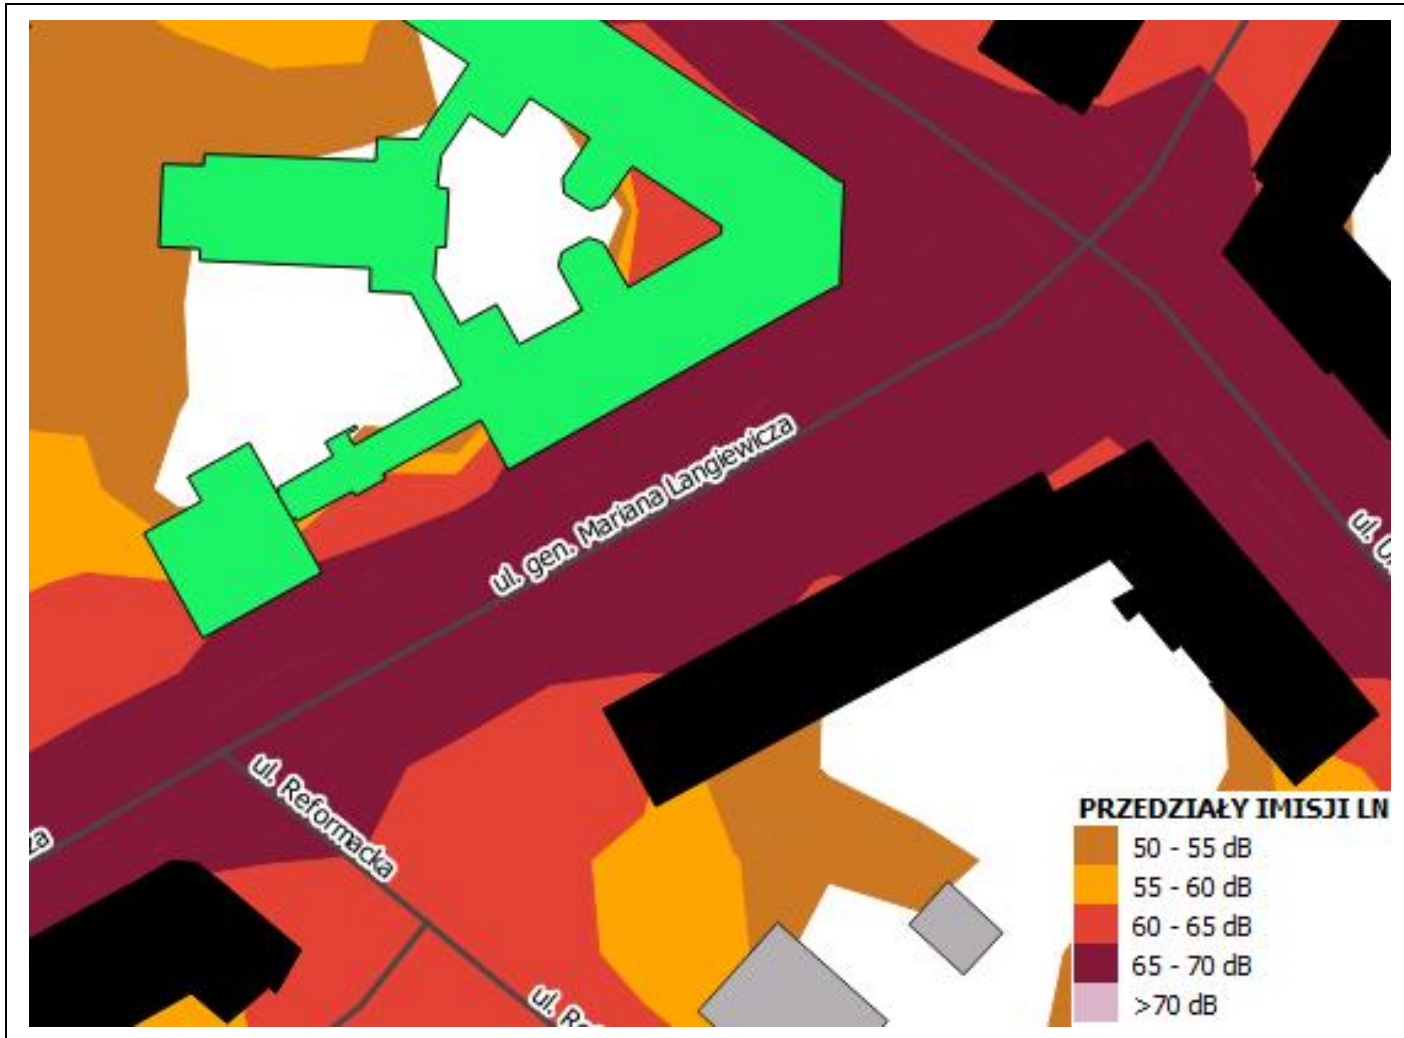 ul. gen. Mariana Langiewicza
ul. Reformacka
PRZEDZIAŁY IMISJI LN
50 - 55 dB
55 - 60 dB
60 - 65 dB
65 - 70 dB
>70 dB